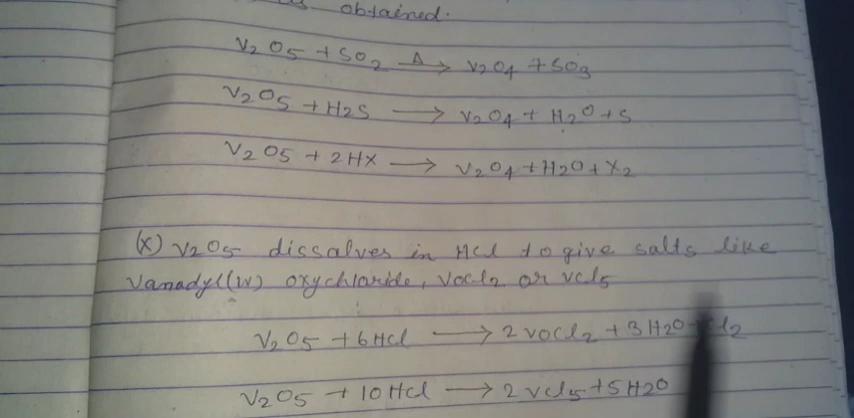 obtained.
V2O5 + SO2 Δ→ V2O4 + SO3
V2O5 + H2S → V2O4 + H2O + S
V2O5 + 2HX → V2O4 + H2O + X2
(X) V2O5 dissalves in HCl to give salts like
Vanadyl(IV) oxychloride, VOCl2 or VCl5
V2O5 + 6HCl → 2VOCl2 + 3H2O
V2O5 + 10HCl → 2VCl5 + 5H2O